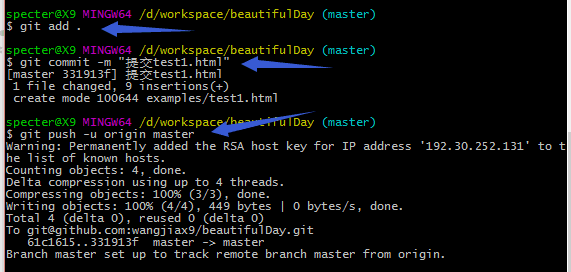 specter@X9 MINGW64 /d/workspace/beautifulDay (master)
$ git add .
specter@X9 MINGW64 /d/workspace/beautifulDay (master)
$ git commit -m "提交test1.html"
[master 331913f] 提交test1.html
 1 file changed, 9 insertions(+)
 create mode 100644 examples/test1.html
specter@X9 MINGW64 /d/workspace/beautifulDay (master)
$ git push -u origin master
Warning: Permanently added the RSA host key for IP address '192.30.252.131' to t
he list of known hosts.
Counting objects: 4, done.
Delta compression using up to 4 threads.
Compressing objects: 100% (3/3), done.
Writing objects: 100% (4/4), 449 bytes | 0 bytes/s, done.
Total 4 (delta 0), reused 0 (delta 0)
To git@github.com:wangjiax9/beautifulDay.git
   61c1615..331913f  master -> master
Branch master set up to track remote branch master from origin.